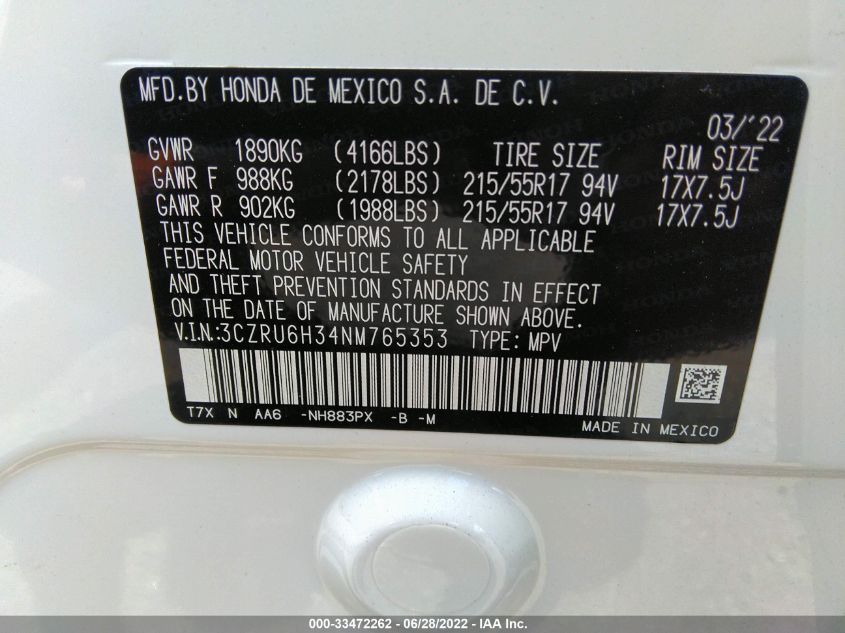 MFD.BY HONDA DE MEXICO S.A. DE C.V.
03/'22
GVWR 1890KG (4166LBS) TIRE SIZE RIM SIZE
GAWR F 988KG (2178LBS) 215/55R17 94V 17X7.5J
GAWR R 902KG (1988LBS) 215/55R17 94V 17X7.5J
THIS VEHICLE CONFORMS TO ALL APPLICABLE
FEDERAL MOTOR VEHICLE SAFETY
AND THEFT PREVENTION STANDARDS IN EFFECT
ON THE DATE OF MANUFACTURE SHOWN ABOVE.
V.I.N.:3CZRU6H34NM765353 TYPE: MPV
T7X N AA6 -NH883PX -B -M
MADE IN MEXICO
000-33472262 - 06/28/2022 - IAA Inc.